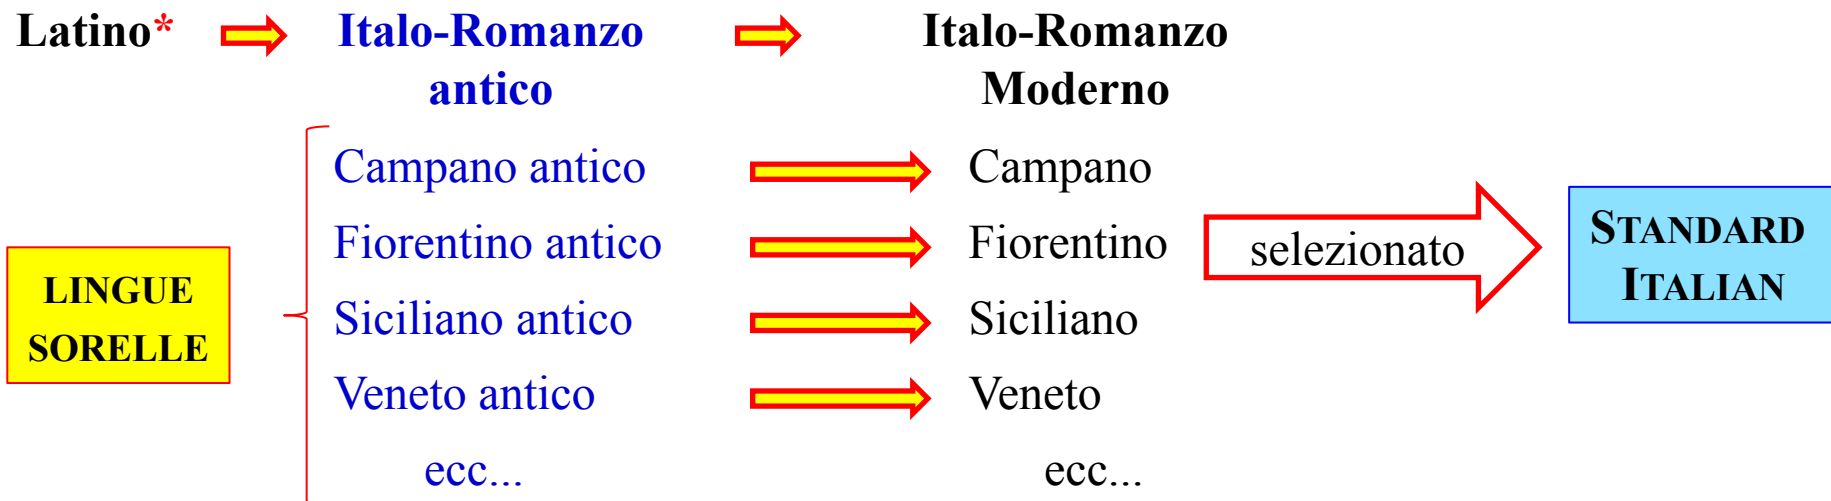 Latino* Italo-Romanzo Italo-Romanzo
antico Moderno
Campano antico Campano
Fiorentino antico Fiorentino selezionato STANDARD
LINGUE ITALIAN
SORELLE
Siciliano antico Siciliano
Veneto antico Veneto
ecc... ecc...